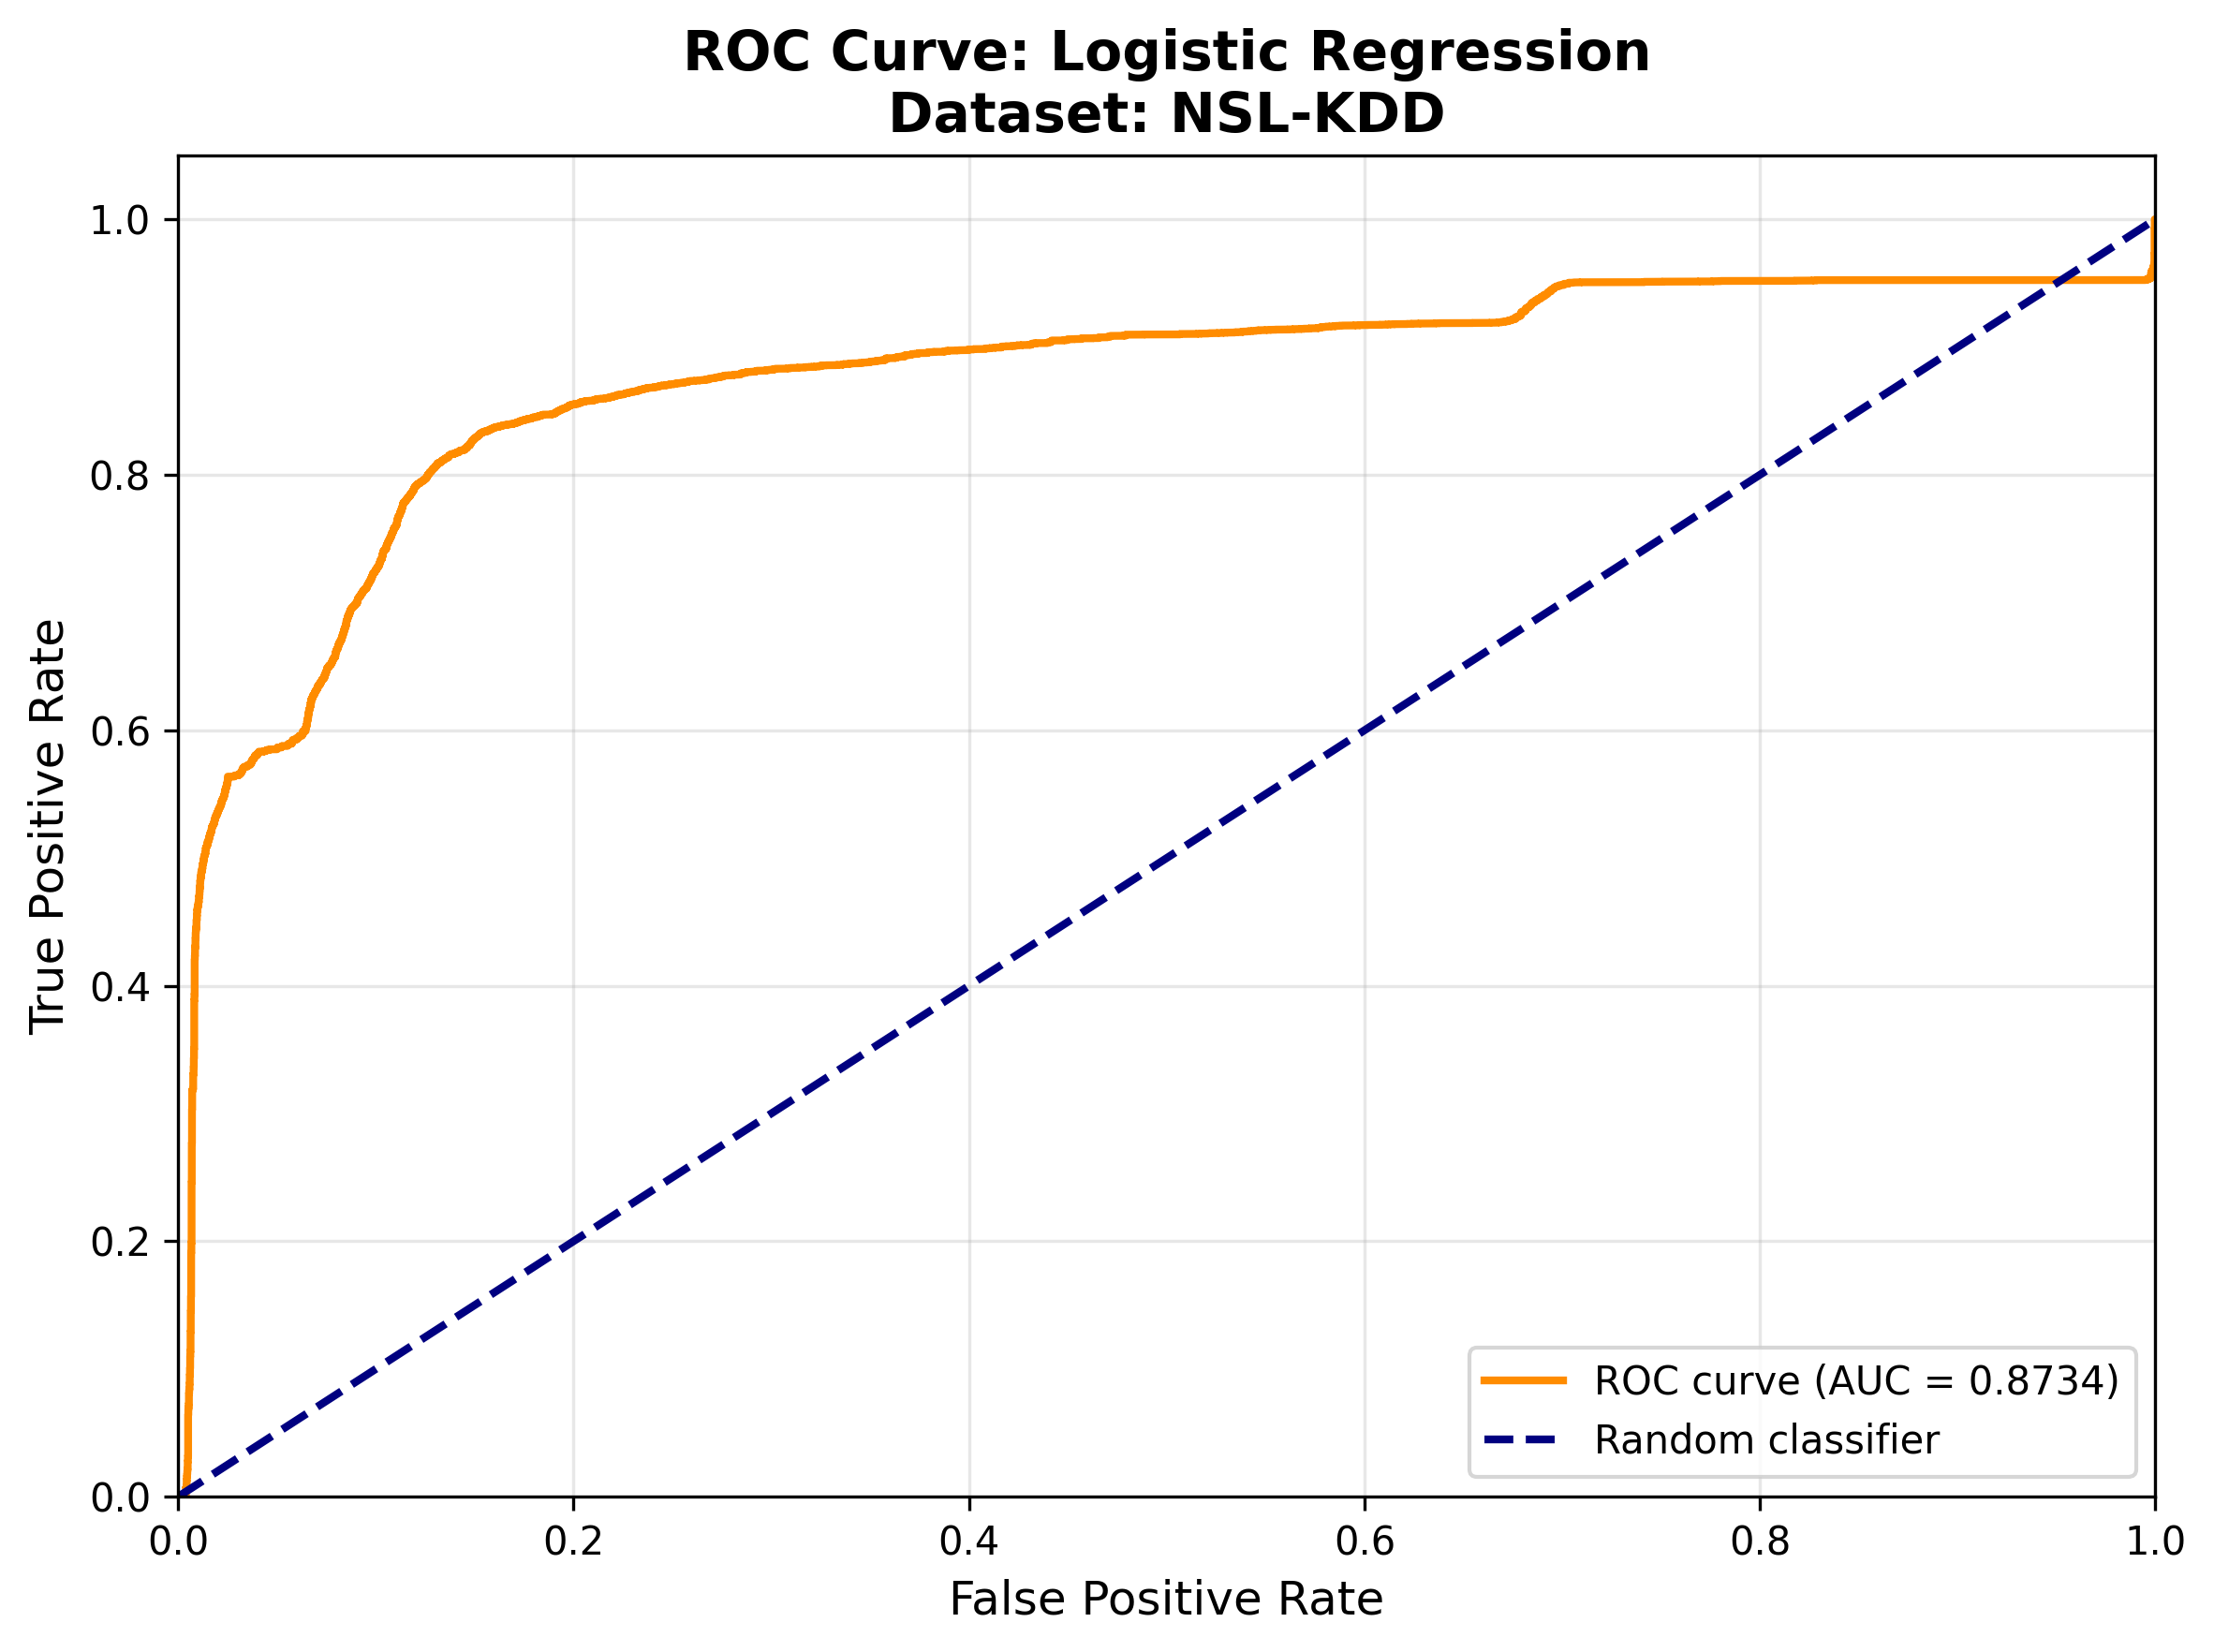 ROC Curve: Logistic Regression
Dataset: NSL-KDD
True Positive Rate
1.0
0.8
0.6
0.4
0.2
0.0
ROC curve (AUC = 0.8734)
Random classifier
0.0 0.2 0.4 0.6 0.8 1.0
False Positive Rate